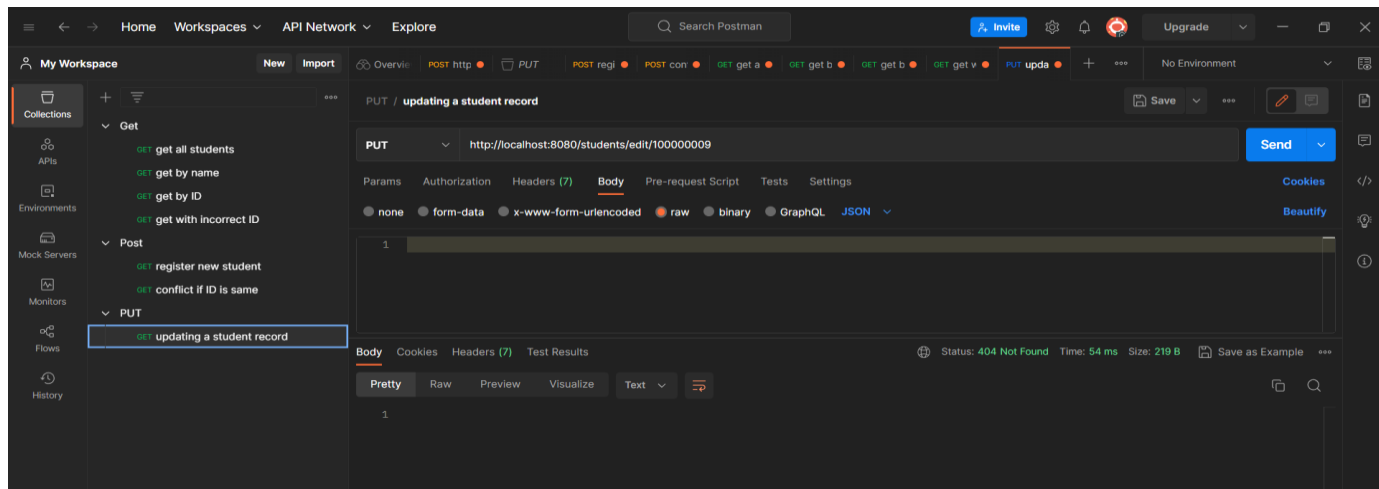 Home Workspaces API Network Explore Search Postman Invite Upgrade
My Workspace New Import Overvie POST http PUT POST regi POST con GET get a GET get b GET get b GET get v PUT upda No Environment
Collections
APIs
Environments
Mock Servers
Monitors
Flows
History
Get
GET get all students
GET get by name
GET get by ID
GET get with incorrect ID
Post
GET register new student
GET conflict if ID is same
PUT
GET updating a student record
PUT / updating a student record Save
PUT http://localhost:8080/students/edit/100000009 Send
Params Authorization Headers (7) Body Pre-request Script Tests Settings Cookies
none form-data x-www-form-urlencoded raw binary GraphQL JSON Beautify
1
Body Cookies Headers (7) Test Results Status: 404 Not Found Time: 54 ms Size: 219 B Save as Example
Pretty Raw Preview Visualize Text
1